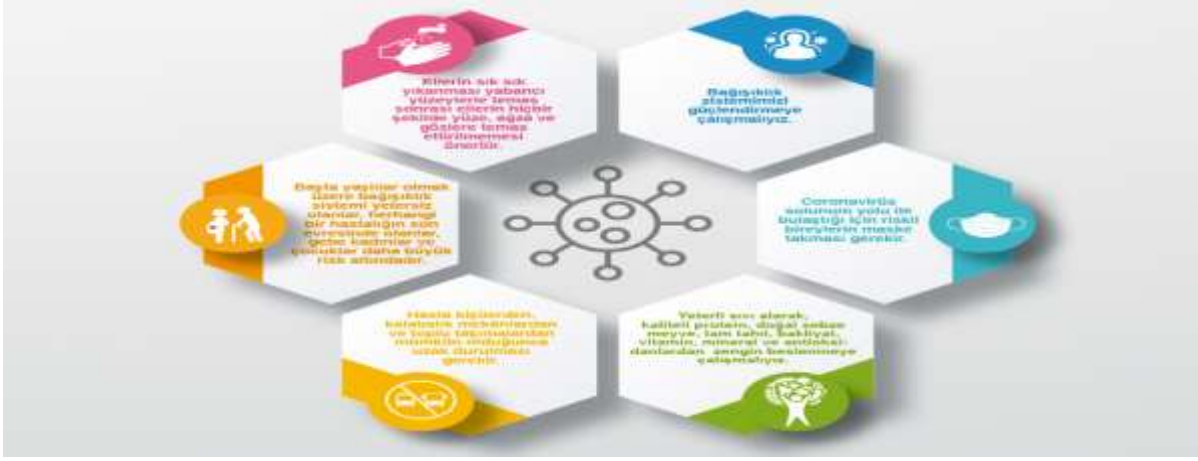 Ellerin sık sık
yıkanması yabancı
yüzeylerle temas
sonrası ellerin hiçbir
şekilde yüze, ağıza ve
gözlere temas
ettirilmemesi
önerilir.
Bağışıklık
sistemimizi
güçlendirmeye
çalışmalıyız.
Başta yaşlılar olmak
üzere bağışıklık
sistemi yetersiz
olanlar, herhangi
bir hastalığın son
evresinde olanlar,
gebe kadınlar ve
çocuklar daha büyük
risk altındadır.
Coronavirüs
solunum yolu ile
bulaştığı için riskli
bireylerin maske
takması gerekir.
Hasta kişilerden,
kalabalık mekanlardan
ve toplu taşımalardan
mümkün olduğunca
uzak durulması
gerekir.
Yeterli sıvı alarak,
kaliteli protein, doğal sebze
meyve, tam tahıl, bakliyat,
vitamin, mineral ve antioksi-
danlardan zengin beslenmeye
çalışmalıyız.